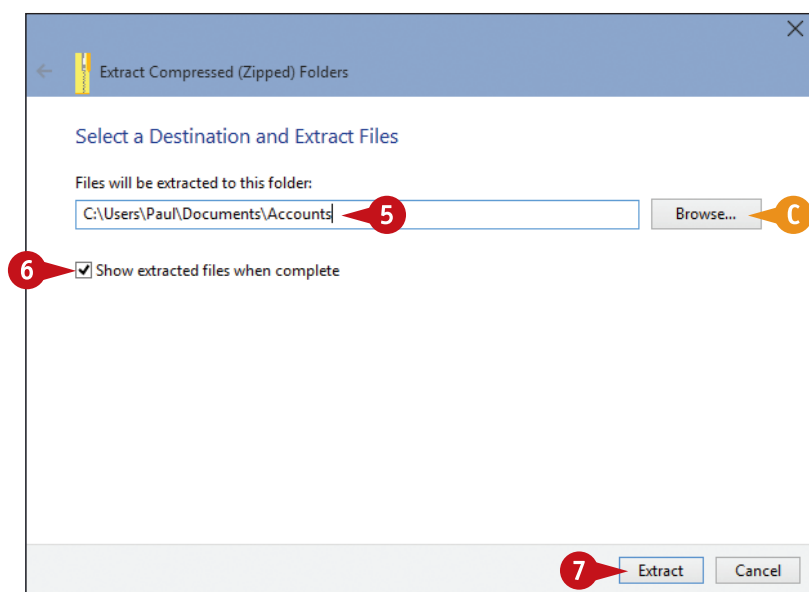 Extract Compressed (Zipped) Folders
Select a Destination and Extract Files
Files will be extracted to this folder:
C:\Users\Paul\Documents\Accounts 5 Browse... C
6 Show extracted files when complete
7 Extract Cancel